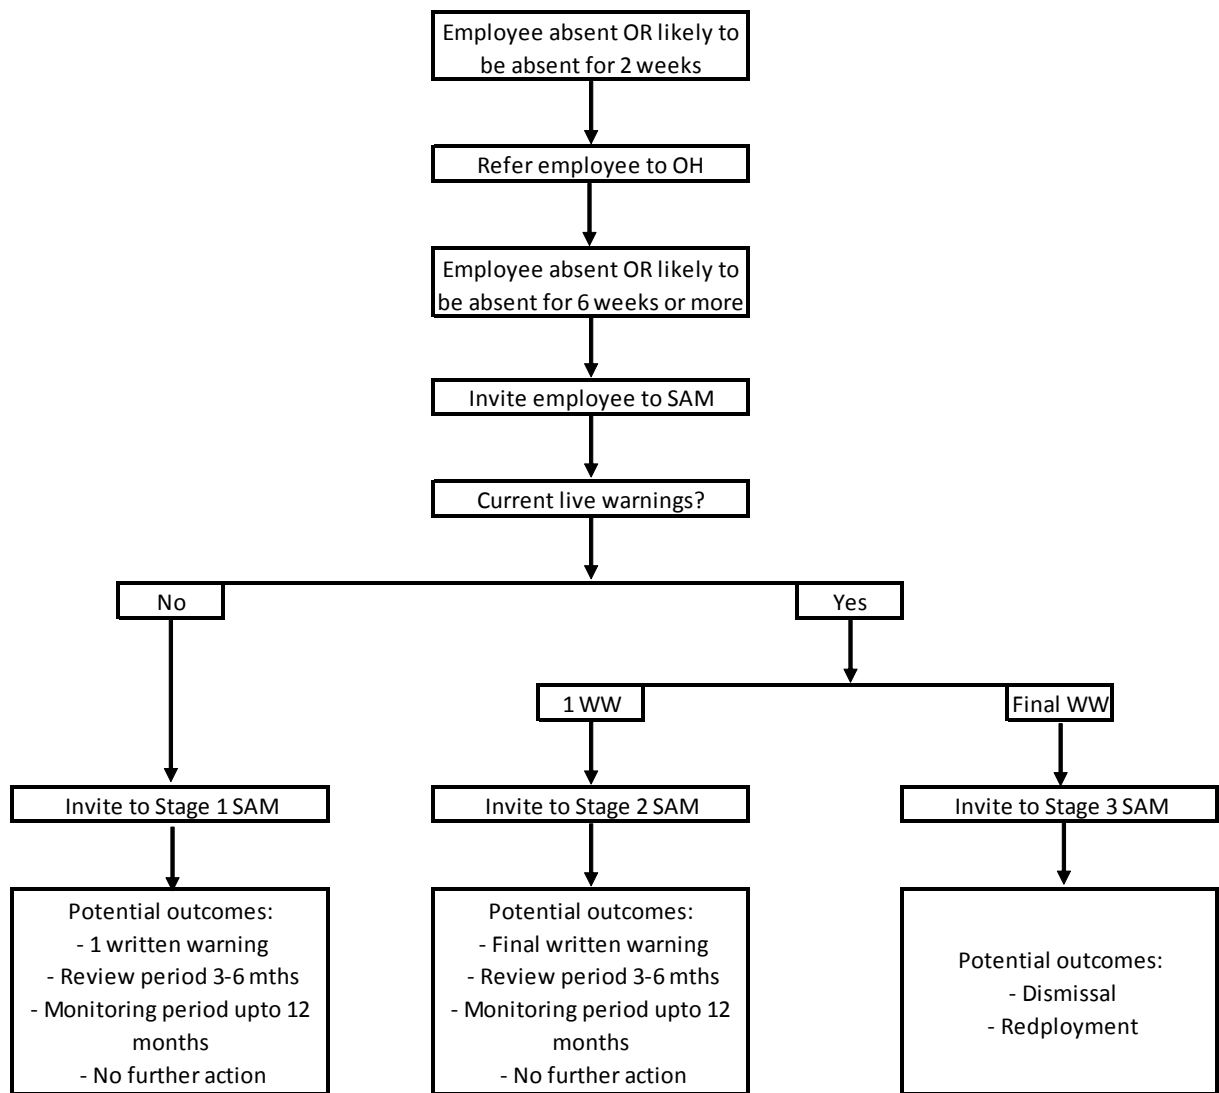 Employee absent OR likely to
be absent for 2 weeks
Refer employee to OH
Employee absent OR likely to
be absent for 6 weeks or more
Invite employee to SAM
Current live warnings?
No
Yes
1 WW
Final WW
Invite to Stage 1 SAM
Invite to Stage 2 SAM
Invite to Stage 3 SAM
Potential outcomes:
- 1 written warning
- Review period 3-6 mths
- Monitoring period upto 12
months
- No further action
Potential outcomes:
- Final written warning
- Review period 3-6 mths
- Monitoring period upto 12
months
- No further action
Potential outcomes:
- Dismissal
- Redployment